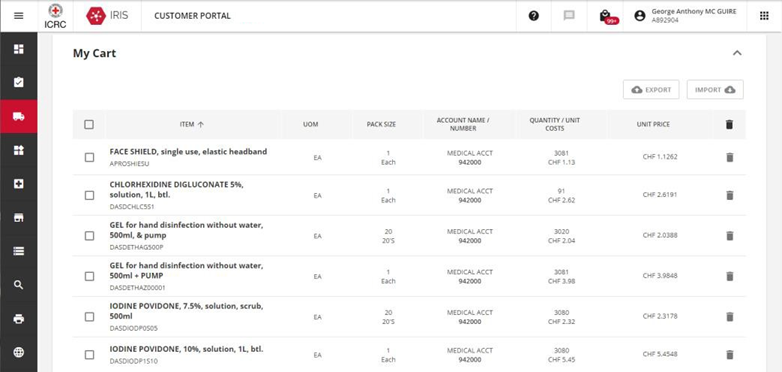 ICRC
IRIS
CUSTOMER PORTAL
99+
George Anthony MC GUIRE
A892904
My Cart
EXPORT
IMPORT
ITEM
UOM
PACK SIZE
ACCOUNT NAME /
NUMBER
QUANTITY / UNIT
COSTS
UNIT PRICE
FACE SHIELD, single use, elastic headband
APROSHIESU
EA
1
Each
MEDICAL ACCT
942000
3081
CHF 1.13
CHF 1.1262
CHLORHEXIDINE DIGLUCONATE 5%,
solution, 1L, btl.
DASDCHLC5S1
EA
1
Each
MEDICAL ACCT
942000
91
CHF 2.62
CHF 2.6191
GEL for hand disinfection without water,
500ml, & pump
DASDETHAG500P
EA
20
20'S
MEDICAL ACCT
942000
3020
CHF 2.04
CHF 2.0388
GEL for hand disinfection without water,
500ml + PUMP
DASDETHAZ00001
EA
1
Each
MEDICAL ACCT
942000
3081
CHF 3.98
CHF 3.9848
IODINE POVIDONE, 7.5%, solution, scrub,
500ml
DASDIODP0S05
EA
20
20'S
MEDICAL ACCT
942000
3080
CHF 2.32
CHF 2.3178
IODINE POVIDONE, 10%, solution, 1L, btl.
DASDIODP1S10
EA
1
Each
MEDICAL ACCT
942000
3080
CHF 5.45
CHF 5.4548